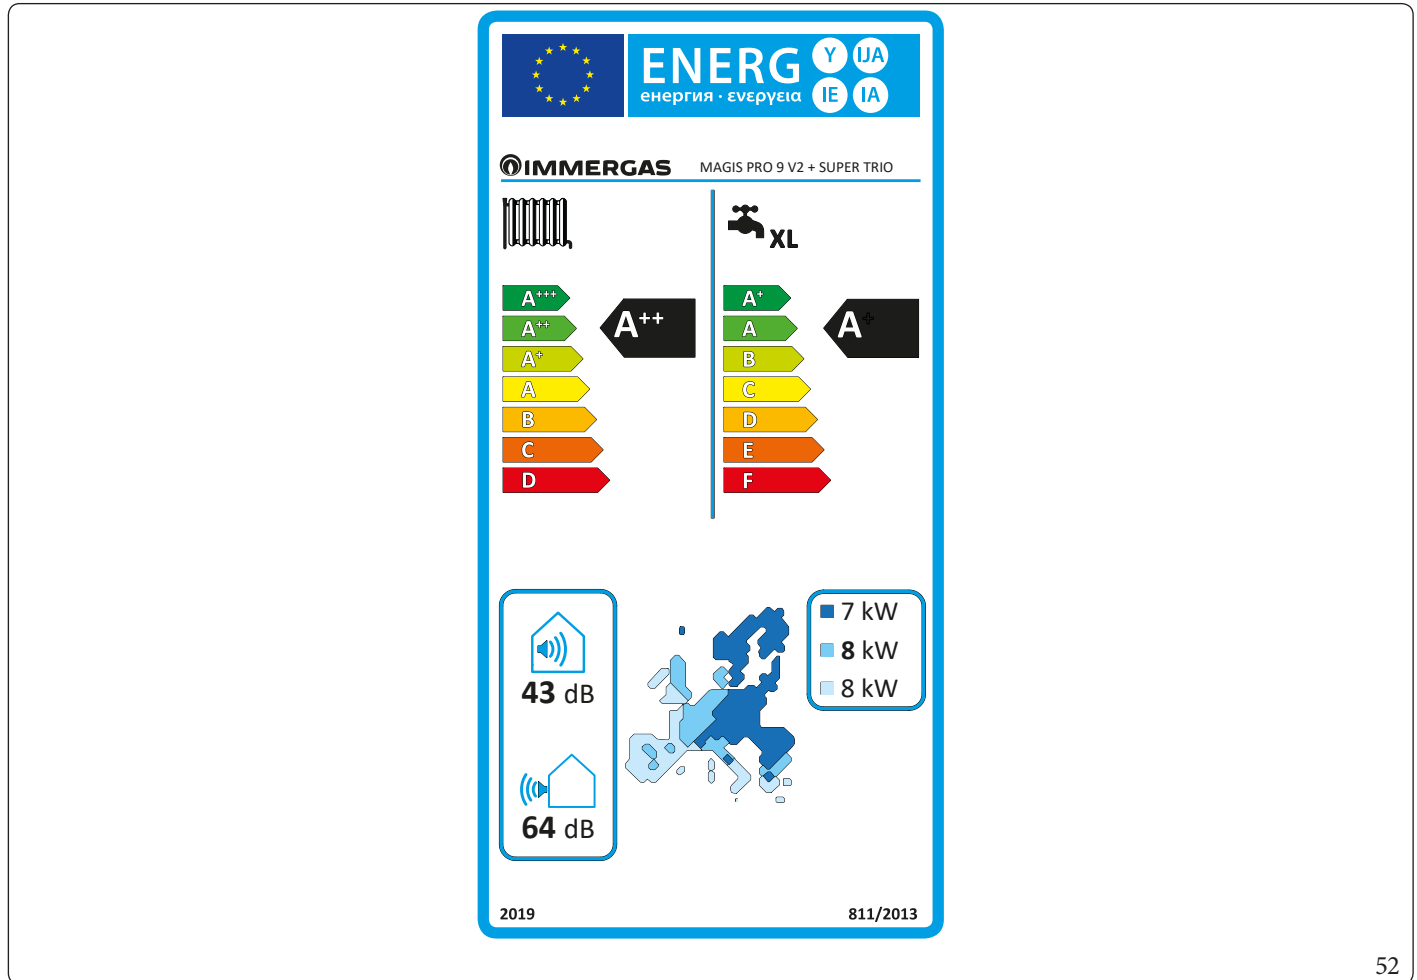 ENERG Y IJA
енергия · ενεργεια IE IA
IMMERGAS MAGIS PRO 9 V2 + SUPER TRIO
XL
A+++
A++
A+
A
B
C
D
A++
A+
A
B
C
D
E
F
A+
43 dB
64 dB
7 kW
8 kW
8 kW
2019 811/2013
52